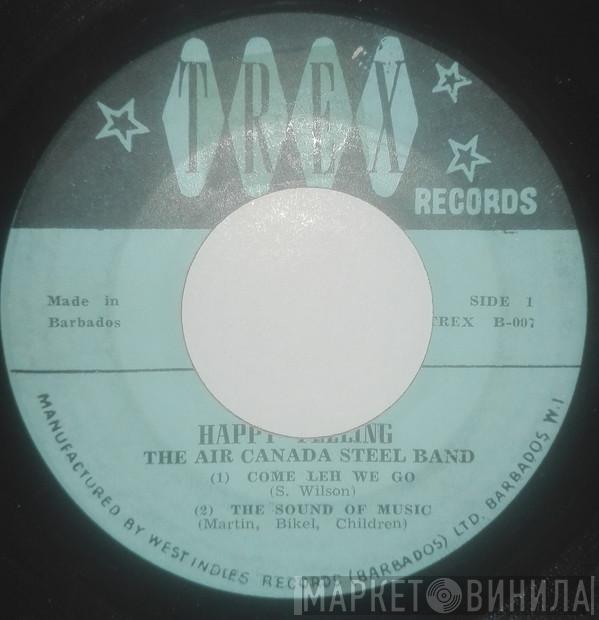 TREX
RECORDS
Made in
Barbados
SIDE 1
TREX B-007
HAPPY FEELING
THE AIR CANADA STEEL BAND
(1) COME LEH WE GO
(S. Wilson)
(2) THE SOUND OF MUSIC
(Martin, Bikel, Children)
MANUFACTURED BY WEST INDIES RECORDS (BARBADOS) LTD. BARBADOS W.I
МАРКЕТ ВИНИЛА